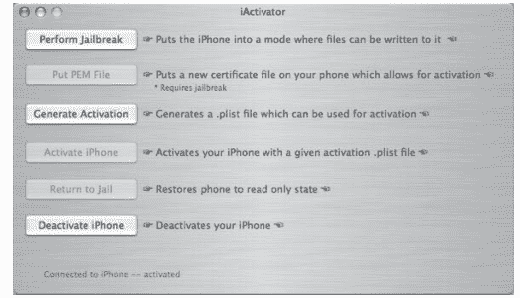 iActivator
Perform Jailbreak ☞ Puts the iPhone into a mode where files can be written to it ☜
Put PEM File ☞ Puts a new certificate file on your phone which allows for activation ☜
* Requires jailbreak
Generate Activation ☞ Generates a .plist file which can be used for activation ☜
Activate iPhone ☞ Activates your iPhone with a given activation .plist file ☜
Return to Jail ☞ Restores phone to read only state ☜
Deactivate iPhone ☞ Deactivates your iPhone ☜
Connected to iPhone -- activated